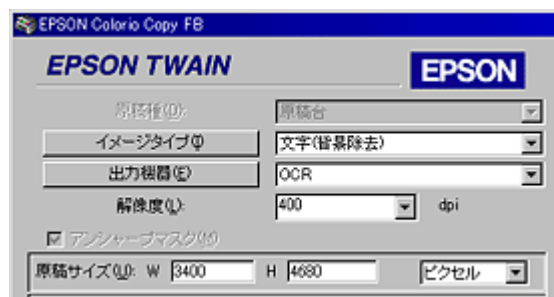 EPSON Colorio Copy FB
EPSON TWAIN EPSON
原稿種(D): 原稿台
イメージタイプ(I) 文字(背景除去)
出力機器(E) OCR
解像度(L): 400 dpi
アンシャープマスク(M)
原稿サイズ(U): W 3400 H 4680 ピクセル